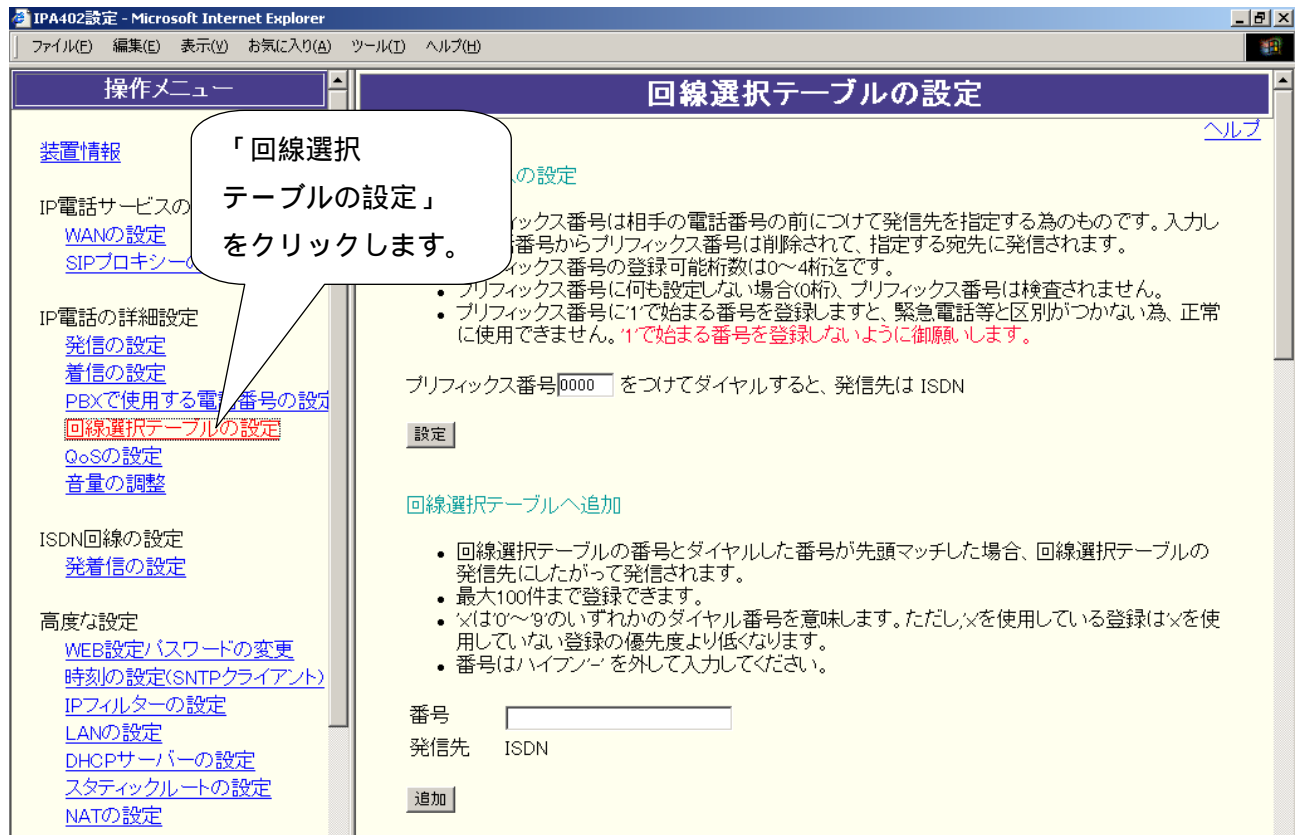 IPA402設定 - Microsoft Internet Explorer
ファイル(F) 編集(E) 表示(V) お気に入り(A) ツール(T) ヘルプ(H)
操作メニュー
装置情報
IP電話サービスの
WANの設定
SIPプロキシーの
IP電話の詳細設定
発信の設定
着信の設定
PBXで使用する電話番号の設定
回線選択テーブルの設定
QoSの設定
音量の調整
ISDN回線の設定
発着信の設定
高度な設定
WEB設定パスワードの変更
時刻の設定(SNTPクライアント)
IPフィルターの設定
LANの設定
DHCPサーバーの設定
スタティックルートの設定
NATの設定
「回線選択
テーブルの設定」
をクリックします。
回線選択テーブルの設定
ヘルプ
の設定
ィックス番号は相手の電話番号の前につけて発信先を指定する為のものです。入力し
番号からプリフィックス番号は削除されて、指定する宛先に発信されます。
ィックス番号の登録可能桁数は0～4桁迄です。
• プリフィックス番号に何も設定しない場合(0桁)、プリフィックス番号は検査されません。
• プリフィックス番号に'1'で始まる番号を登録しますと、緊急電話等と区別がつかない為、正常
に使用できません。'1'で始まる番号を登録しないように御願いします。
プリフィックス番号 0000 をつけてダイヤルすると、発信先は ISDN
設定
回線選択テーブルへ追加
• 回線選択テーブルの番号とダイヤルした番号が先頭マッチした場合、回線選択テーブルの
発信先にしたがって発信されます。
• 最大100件まで登録できます。
• 'x'は'0'～'9'のいずれかのダイヤル番号を意味します。ただし,'x'を使用している登録は'x'を使
用していない登録の優先度より低くなります。
• 番号はハイフン'-' を外して入力してください。
番号
発信先 ISDN
追加